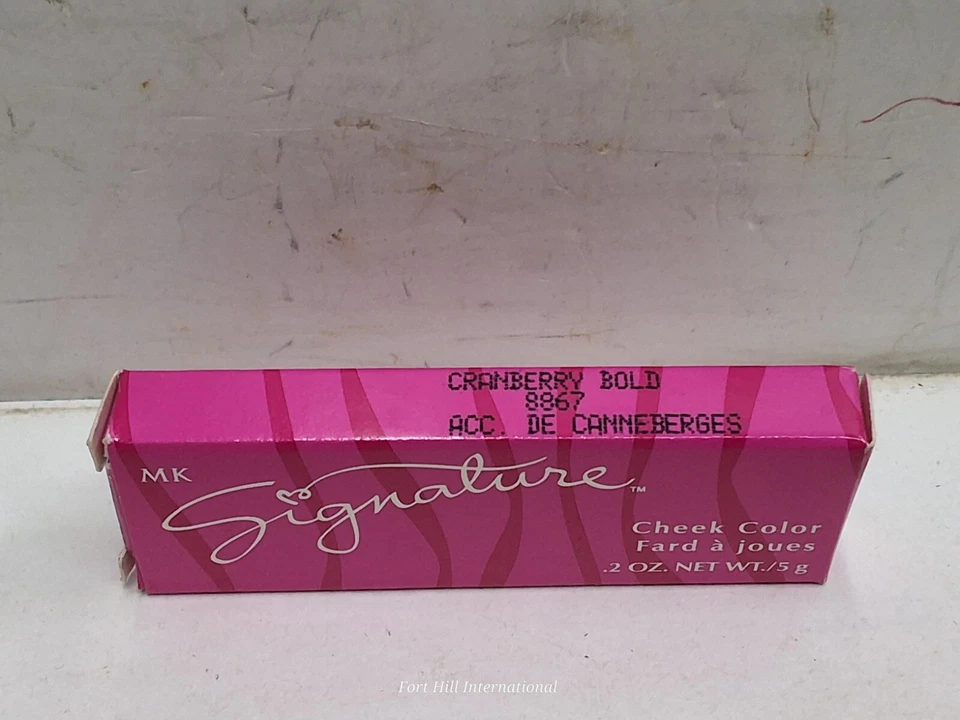 CRANBERRY BOLD
8867
ACC. DE CANNEBERGES
MK
Signature™
Cheek Color
Fard à joues
.2 OZ. NET WT./5 g
Fort Hill International